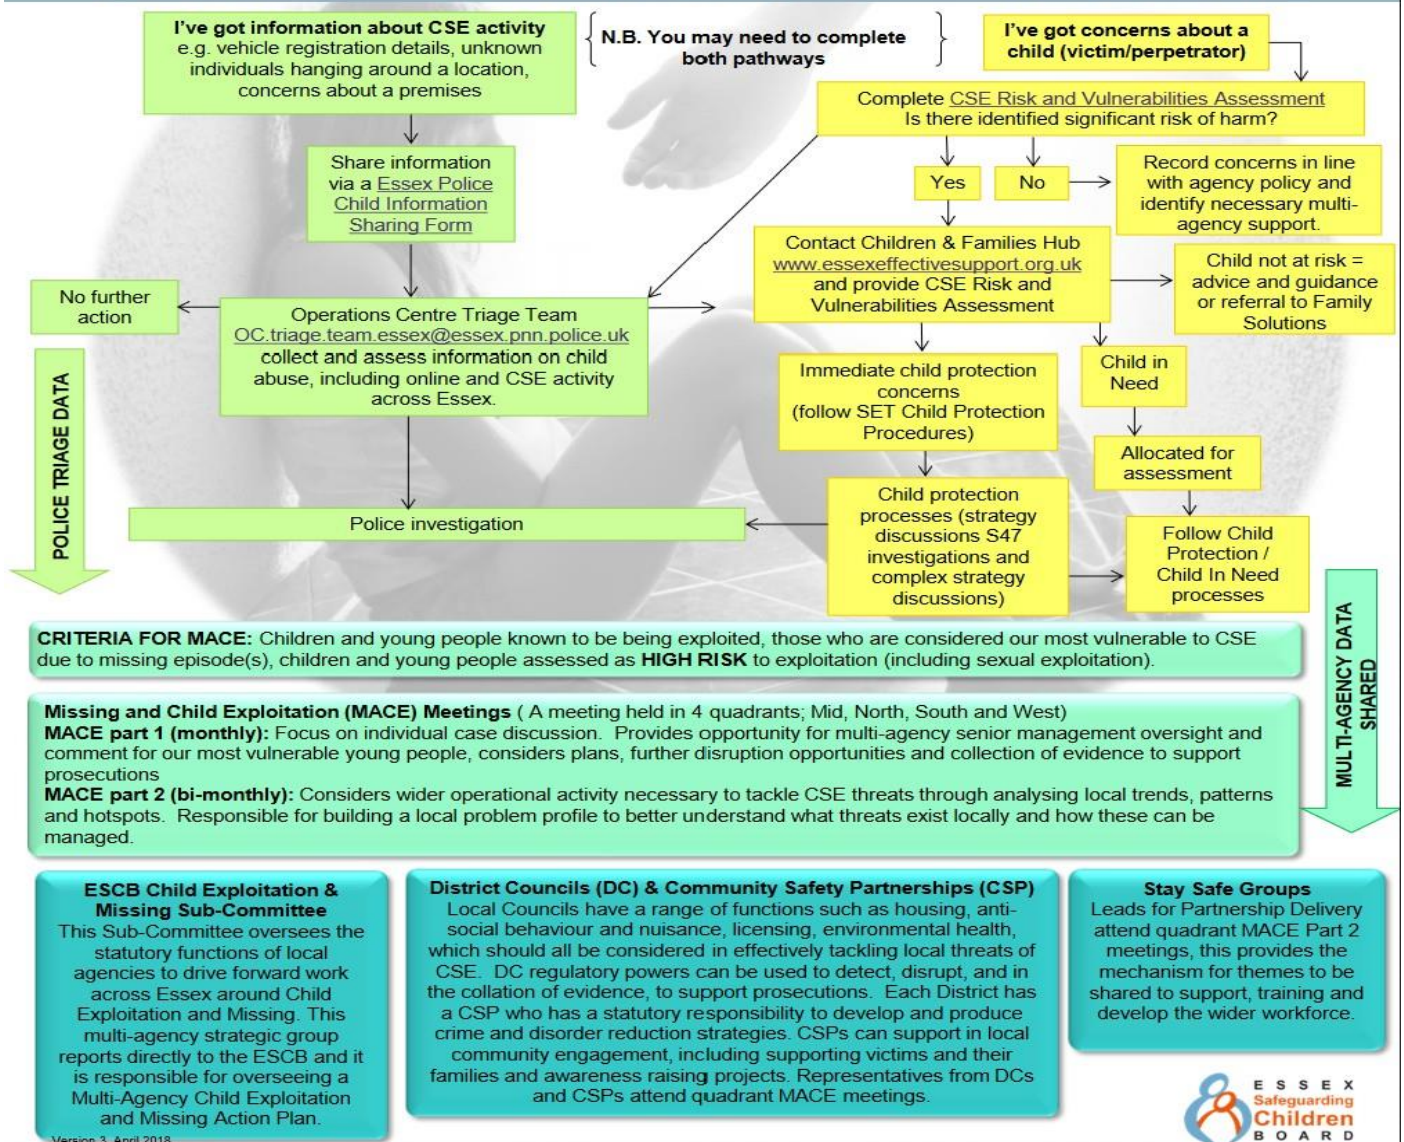 I've got information about CSE activity
e.g. vehicle registration details, unknown
individuals hanging around a location,
concerns about a premises
N.B. You may need to complete
both pathways
I've got concerns about a
child (victim/perpetrator)
Complete CSE Risk and Vulnerabilities Assessment
Is there identified significant risk of harm?
Share information
via a Essex Police
Child Information
Sharing Form
Yes
No
Record concerns in line
with agency policy and
identify necessary multi-
agency support.
Contact Children & Families Hub
www.essexeffectivesupport.org.uk
and provide CSE Risk and
Vulnerabilities Assessment
Child not at risk =
advice and guidance
or referral to Family
Solutions
No further
action
Operations Centre Triage Team
OC.triage.team.essex@essex.pnn.police.uk
collect and assess information on child
abuse, including online and CSE activity
across Essex.
Immediate child protection
concerns
(follow SET Child Protection
Procedures)
Child in
Need
Allocated for
assessment
POLICE TRIAGE DATA
Police investigation
Child protection
processes (strategy
discussions S47
investigations and
complex strategy
discussions)
Follow Child
Protection /
Child In Need
processes
MULTI-AGENCY DATA
SHARED
CRITERIA FOR MACE: Children and young people known to be being exploited, those who are considered our most vulnerable to CSE
due to missing episode(s), children and young people assessed as HIGH RISK to exploitation (including sexual exploitation).
Missing and Child Exploitation (MACE) Meetings ( A meeting held in 4 quadrants; Mid, North, South and West)
MACE part 1 (monthly): Focus on individual case discussion. Provides opportunity for multi-agency senior management oversight and
comment for our most vulnerable young people, considers plans, further disruption opportunities and collection of evidence to support
prosecutions
MACE part 2 (bi-monthly): Considers wider operational activity necessary to tackle CSE threats through analysing local trends, patterns
and hotspots. Responsible for building a local problem profile to better understand what threats exist locally and how these can be
managed.
ESCB Child Exploitation &
Missing Sub-Committee
This Sub-Committee oversees the
statutory functions of local
agencies to drive forward work
across Essex around Child
Exploitation and Missing. This
multi-agency strategic group
reports directly to the ESCB and it
is responsible for overseeing a
Multi-Agency Child Exploitation
and Missing Action Plan.
District Councils (DC) & Community Safety Partnerships (CSP)
Local Councils have a range of functions such as housing, anti-
social behaviour and nuisance, licensing, environmental health,
which should all be considered in effectively tackling local threats of
CSE. DC regulatory powers can be used to detect, disrupt, and in
the collation of evidence, to support prosecutions. Each District has
a CSP who has a statutory responsibility to develop and produce
crime and disorder reduction strategies. CSPs can support in local
community engagement, including supporting victims and their
families and awareness raising projects. Representatives from DCs
and CSPs attend quadrant MACE meetings.
Stay Safe Groups
Leads for Partnership Delivery
attend quadrant MACE Part 2
meetings, this provides the
mechanism for themes to be
shared to support, training and
develop the wider workforce.
Version 3 April 2018
ESSEX
Safeguarding
Children
BOARD